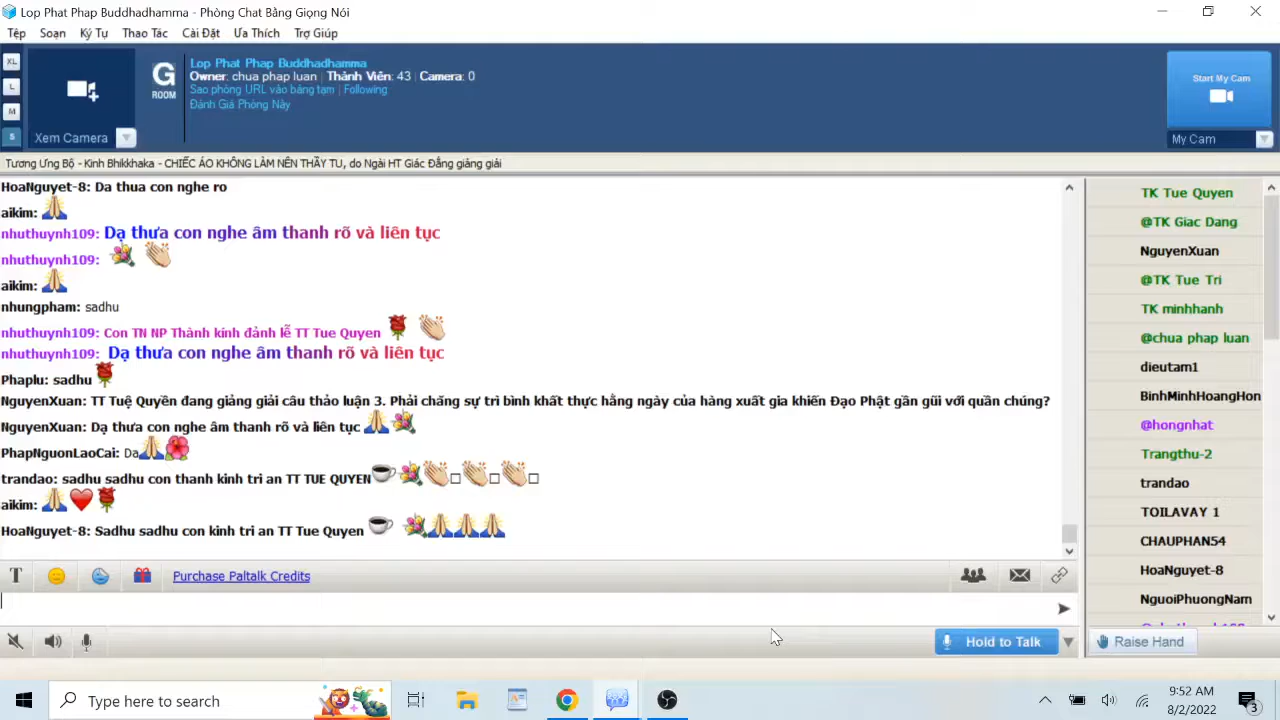 Lop Phat Phap Buddhadhamma - Phòng Chat Bằng Giọng Nói
Tệp Soạn Ký Tự Thao Tác Cài Đặt Ưa Thích Trợ Giúp
XL
L
M
S
Xem Camera
G
ROOM
Lop Phat Phap Buddhadhamma
Owner: chua phap luan | Thành Viên: 43 | Camera: 0
Sao phòng URL vào bảng tạm | Following
Đánh Giá Phòng Này
Start My Cam
My Cam
Tương Ưng Bộ - Kinh Bhikkhaka - CHIẾC ÁO KHÔNG LÀM NÊN THẦY TU, do Ngài HT Giác Đẳng giảng giải
HoaNguyet-8: Da thua con nghe ro
aikim:
nhuthuynh109: Dạ thưa con nghe âm thanh rõ và liên tục
nhuthuynh109:
aikim:
nhungpham: sadhu
nhuthuynh109: Con TN NP Thành kính đảnh lễ TT Tue Quyen
nhuthuynh109: Dạ thưa con nghe âm thanh rõ và liên tục
Phaplu: sadhu
NguyenXuan: TT Tuệ Quyền đang giảng giải câu thảo luận 3. Phải chăng sự trì bình khất thực hằng ngày của hàng xuất gia khiến Đạo Phật gần gũi với quần chúng?
NguyenXuan: Dạ thưa con nghe âm thanh rõ và liên tục
PhapNguonLaoCai: Da
trandao: sadhu sadhu con thanh kinh tri an TT TUE QUYEN
aikim:
HoaNguyet-8: Sadhu sadhu con kinh tri an TT Tue Quyen
TK Tue Quyen
@TK Giac Dang
NguyenXuan
@TK Tue Tri
TK minhhanh
@chua phap luan
dieutam1
BinhMinhHoangHon
@hongnhat
Trangthu-2
trandao
TOILAVAY 1
CHAUPHAN54
HoaNguyet-8
NguoiPhuongNam
T
Purchase Paltalk Credits
Hold to Talk
Raise Hand
Type here to search
9:52 AM
8/2/2022
3